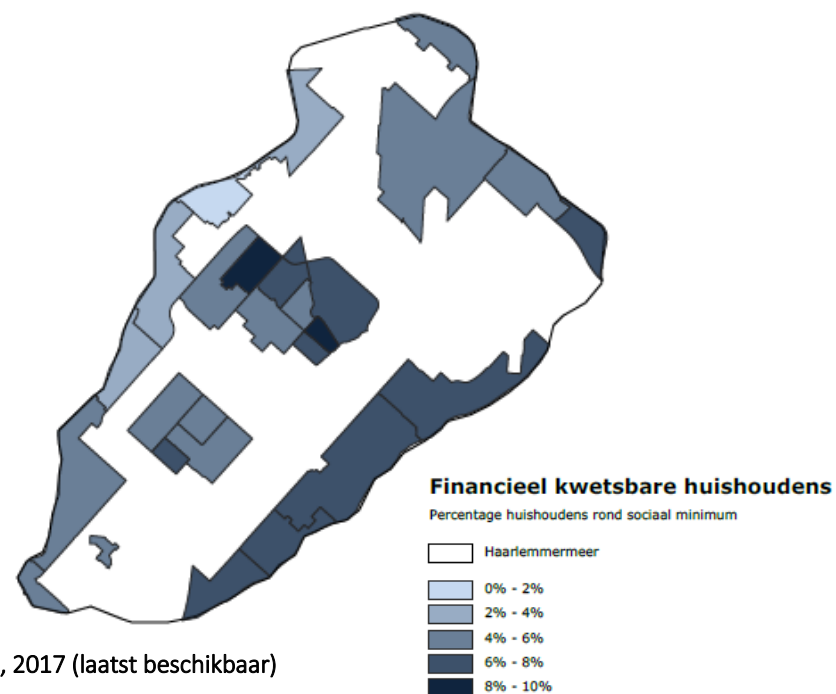 Financieel kwetsbare huishoudens
Percentage huishoudens rond sociaal minimum
Haarlemmermeer
0% - 2%
2% - 4%
4% - 6%
6% - 8%
8% - 10%
, 2017 (laatst beschikbaar)